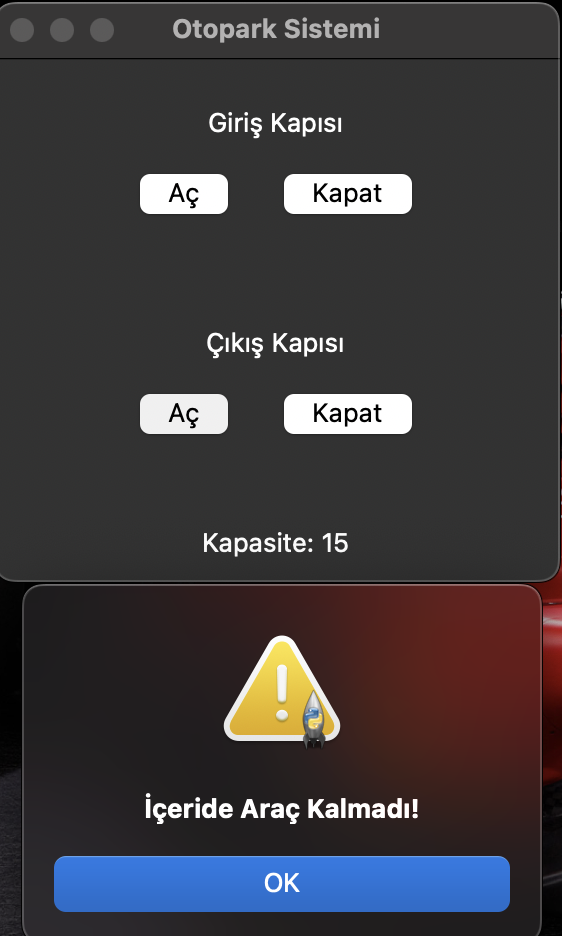 Otopark Sistemi
Giriş Kapısı
Aç Kapat
Çıkış Kapısı
Aç Kapat
Kapasite: 15
İçeride Araç Kalmadı!
OK